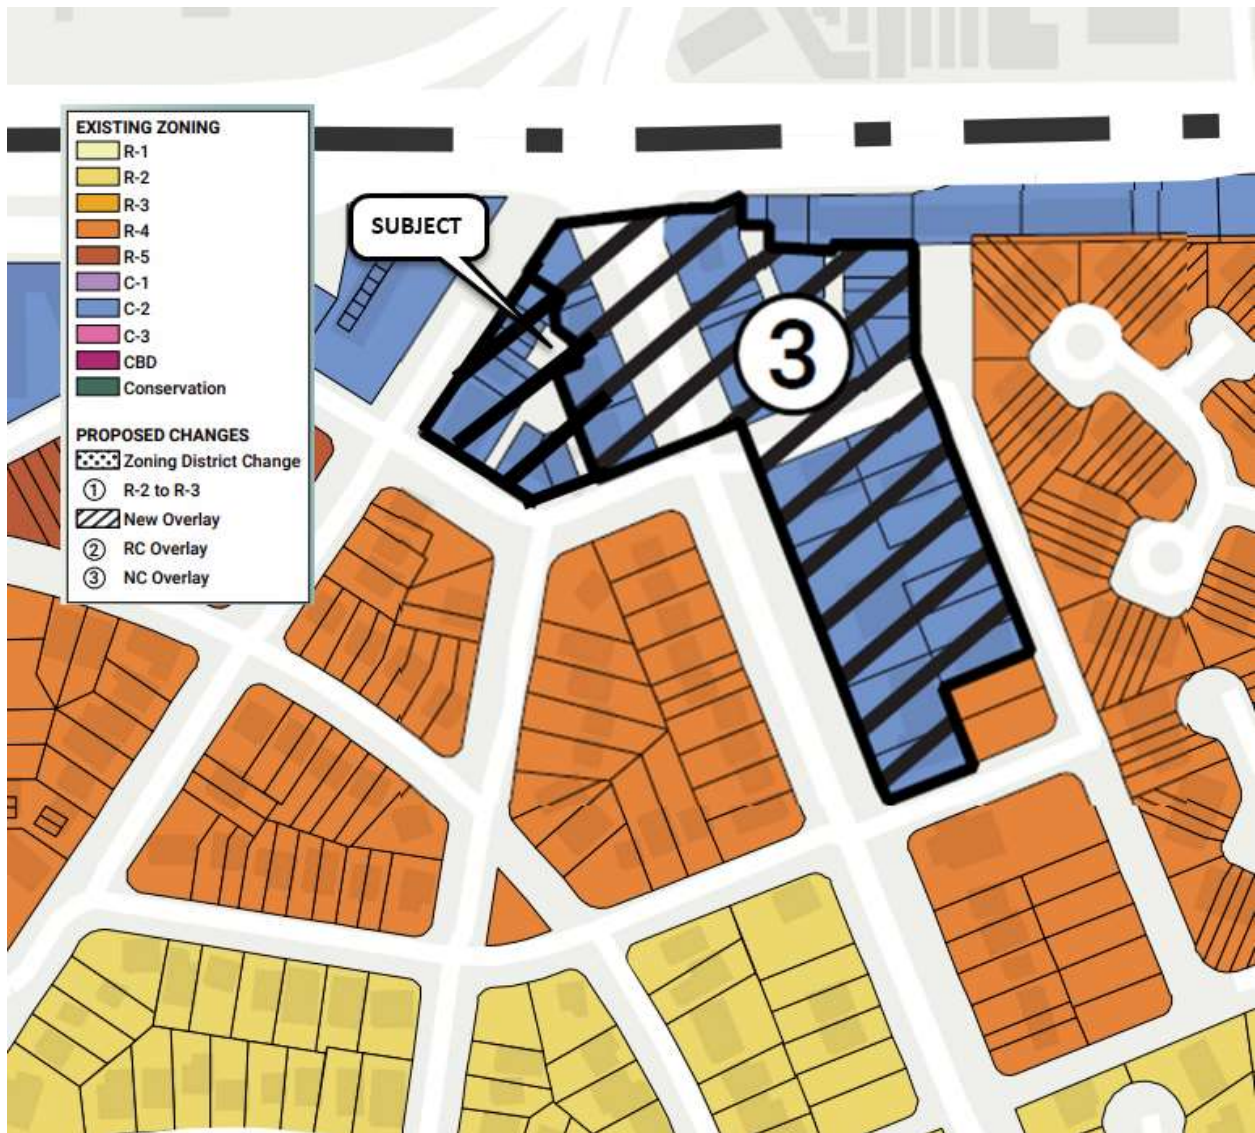 EXISTING ZONING
R-1
R-2
R-3
R-4
R-5
C-1
C-2
C-3
CBD
Conservation
PROPOSED CHANGES
Zoning District Change
1 R-2 to R-3
New Overlay
2 RC Overlay
3 NC Overlay
SUBJECT
3